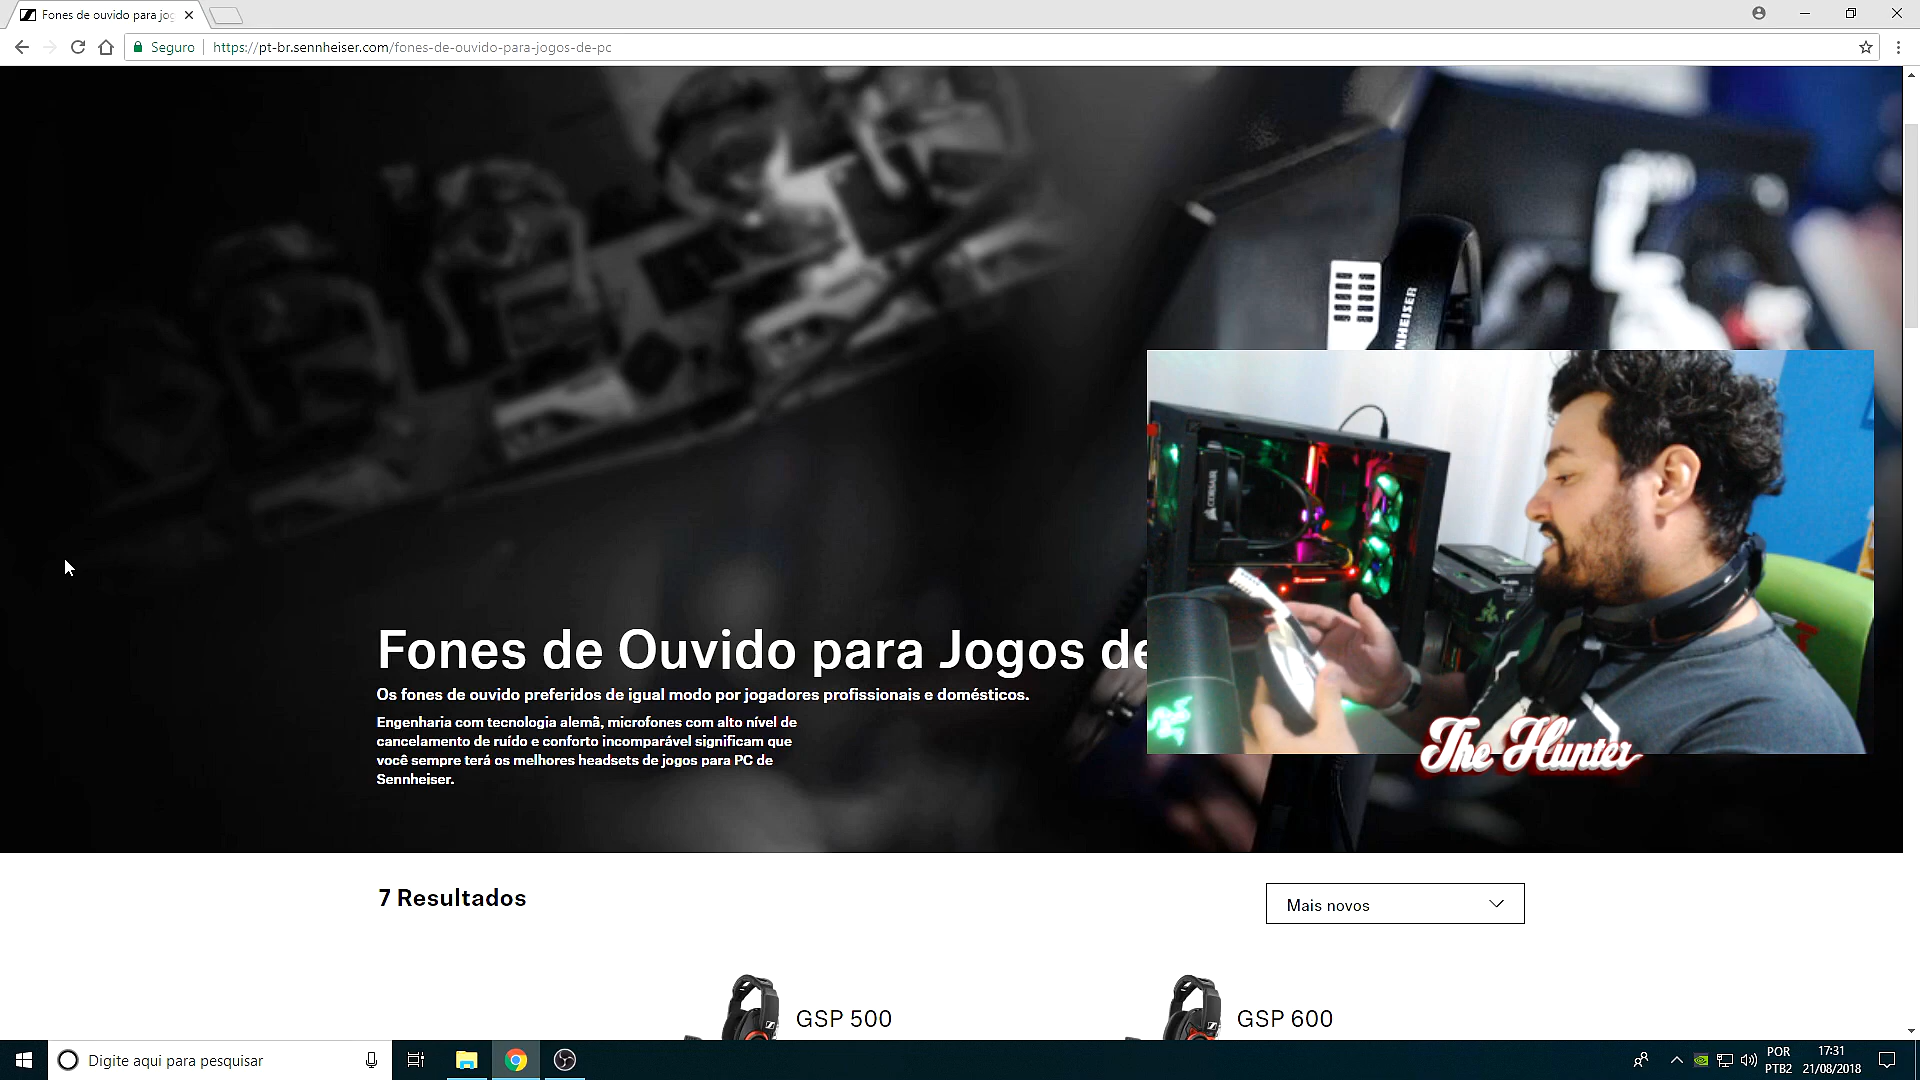 Fones de ouvido para jog
Seguro
https://pt-br.sennheiser.com/fones-de-ouvido-para-jogos-de-pc
CORSAIR
Fones de Ouvido para Jogos de
Os fones de ouvido preferidos de igual modo por jogadores profissionais e domésticos.
Engenharia com tecnologia alemã, microfones com alto nível de
cancelamento de ruído e conforto incomparável significam que
você sempre terá os melhores headsets de jogos para PC de
Sennheiser.
The Hunter
7 Resultados
Mais novos
GSP 500
GSP 600
Digite aqui para pesquisar
POR
PTB2
17:31
21/08/2018